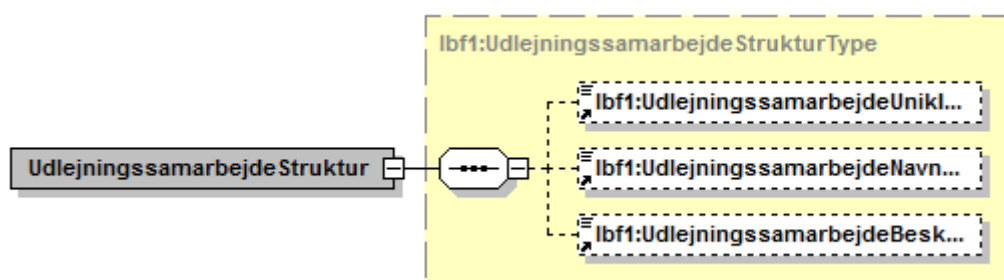 lbf1:UdlejningssamarbejdeStrukturType
lbf1:UdlejningssamarbejdeUnikI...
UdlejningssamarbejdeStruktur
lbf1:UdlejningssamarbejdeNavn...
lbf1:UdlejningssamarbejdeBesk...